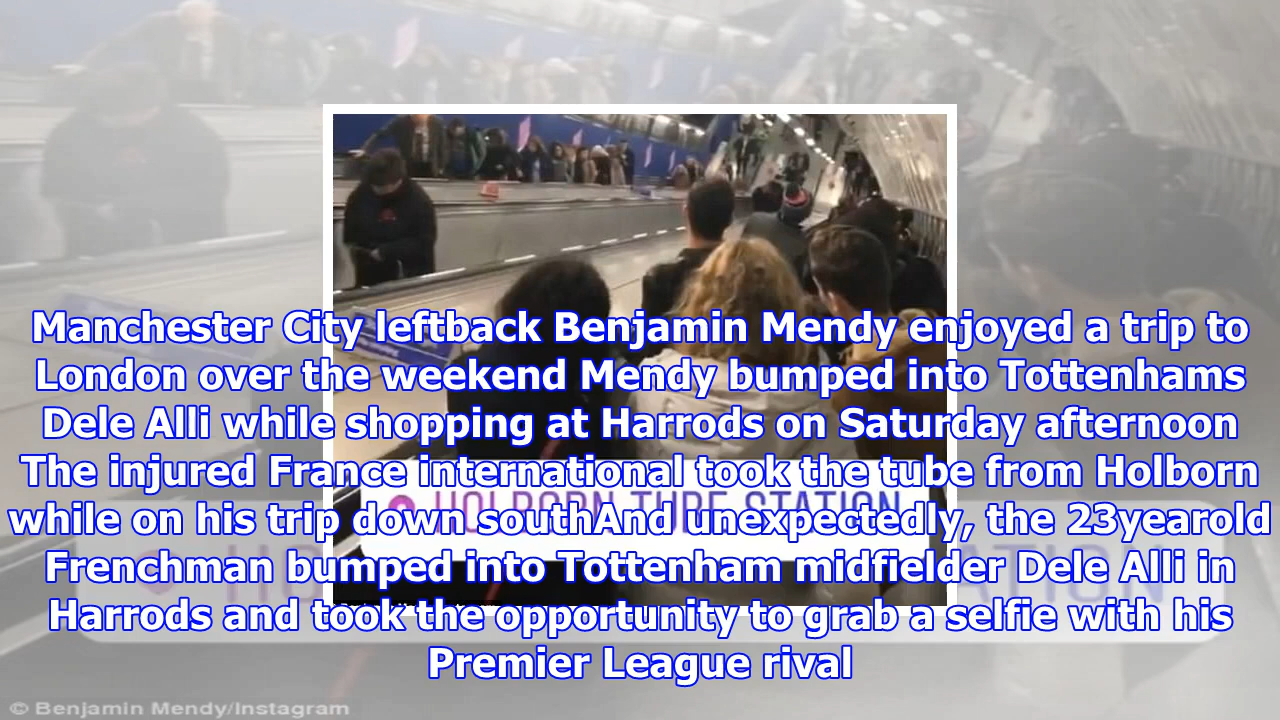 Manchester City leftback Benjamin Mendy enjoyed a trip to
London over the weekend Mendy bumped into Tottenhams
Dele Alli while shopping at Harrods on Saturday afternoon
The injured France international took the tube from Holborn
HOLBORN TUBE STATION
while on his trip down southAnd unexpectedly, the 23yearold
Frenchman bumped into Tottenham midfielder Dele Alli in
Harrods and took the opportunity to grab a selfie with his
Premier League rival
© Benjamin Mendy/Instagram